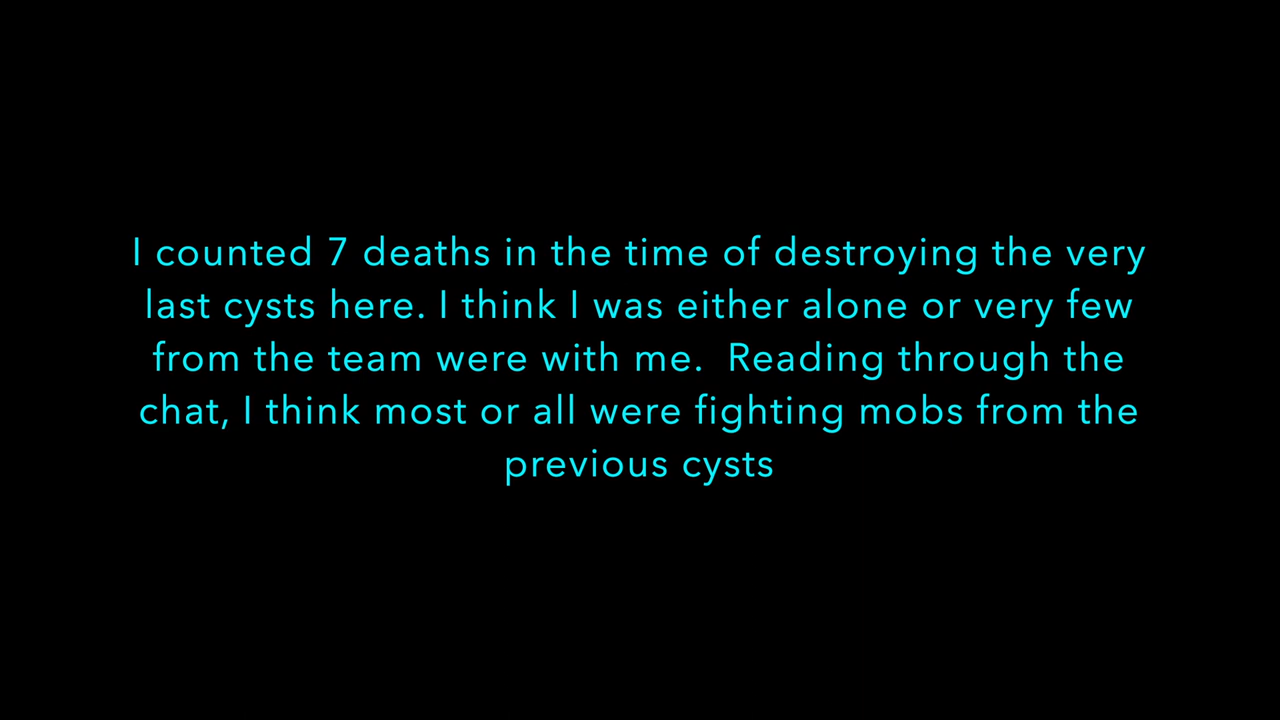 I counted 7 deaths in the time of destroying the very
last cysts here. I think I was either alone or very few
from the team were with me.  Reading through the
chat, I think most or all were fighting mobs from the
previous cysts